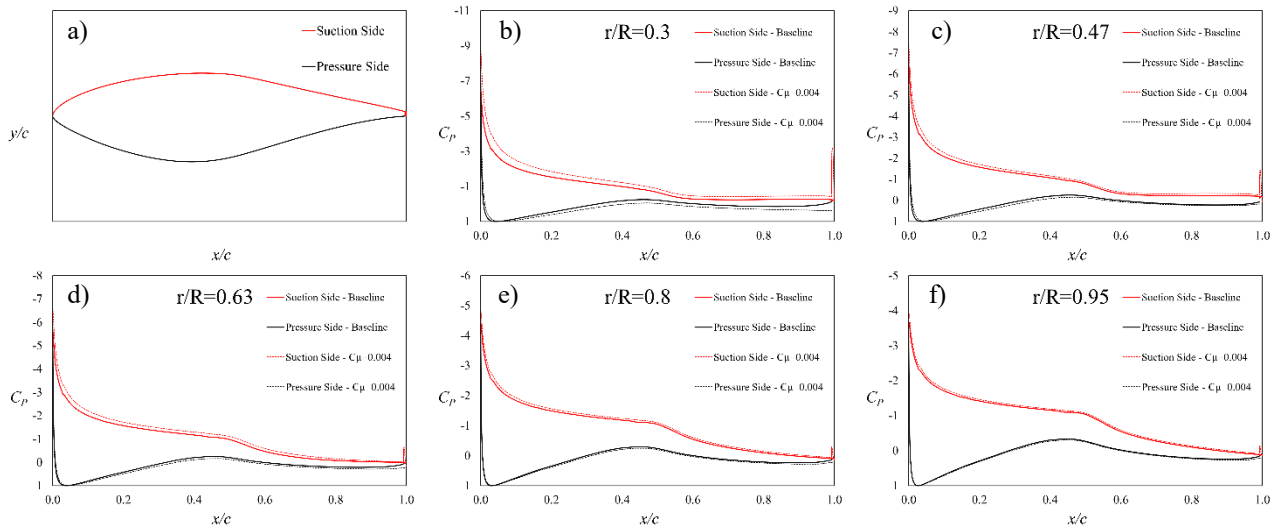 a)
Suction Side
Pressure Side
y/c
x/c
b)
r/R=0.3
-11
-9
-7
-5
-3
-1
1
CP
Suction Side - Baseline
Pressure Side - Baseline
Suction Side - Cμ 0.004
Pressure Side - Cμ 0.004
0.0 0.2 0.4 0.6 0.8 1.0
x/c
c)
r/R=0.47
-9
-8
-7
-6
-5
-4
-3
-2
-1
0
1
CP
Suction Side - Baseline
Pressure Side - Baseline
Suction Side - Cμ 0.004
Pressure Side - Cμ 0.004
0.0 0.2 0.4 0.6 0.8 1.0
x/c
d)
r/R=0.63
-8
-7
-6
-5
-4
-3
-2
-1
0
1
CP
Suction Side - Baseline
Pressure Side - Baseline
Suction Side - Cμ 0.004
Pressure Side - Cμ 0.004
0.0 0.2 0.4 0.6 0.8 1.0
x/c
e)
r/R=0.8
-6
-5
-4
-3
-2
-1
0
1
CP
Suction Side - Baseline
Pressure Side - Baseline
Suction Side - Cμ 0.004
Pressure Side - Cμ 0.004
0.0 0.2 0.4 0.6 0.8 1.0
x/c
f)
r/R=0.95
-5
-4
-3
-2
-1
0
1
CP
Suction Side - Baseline
Pressure Side - Baseline
Suction Side - Cμ 0.004
Pressure Side - Cμ 0.004
0.0 0.2 0.4 0.6 0.8 1.0
x/c